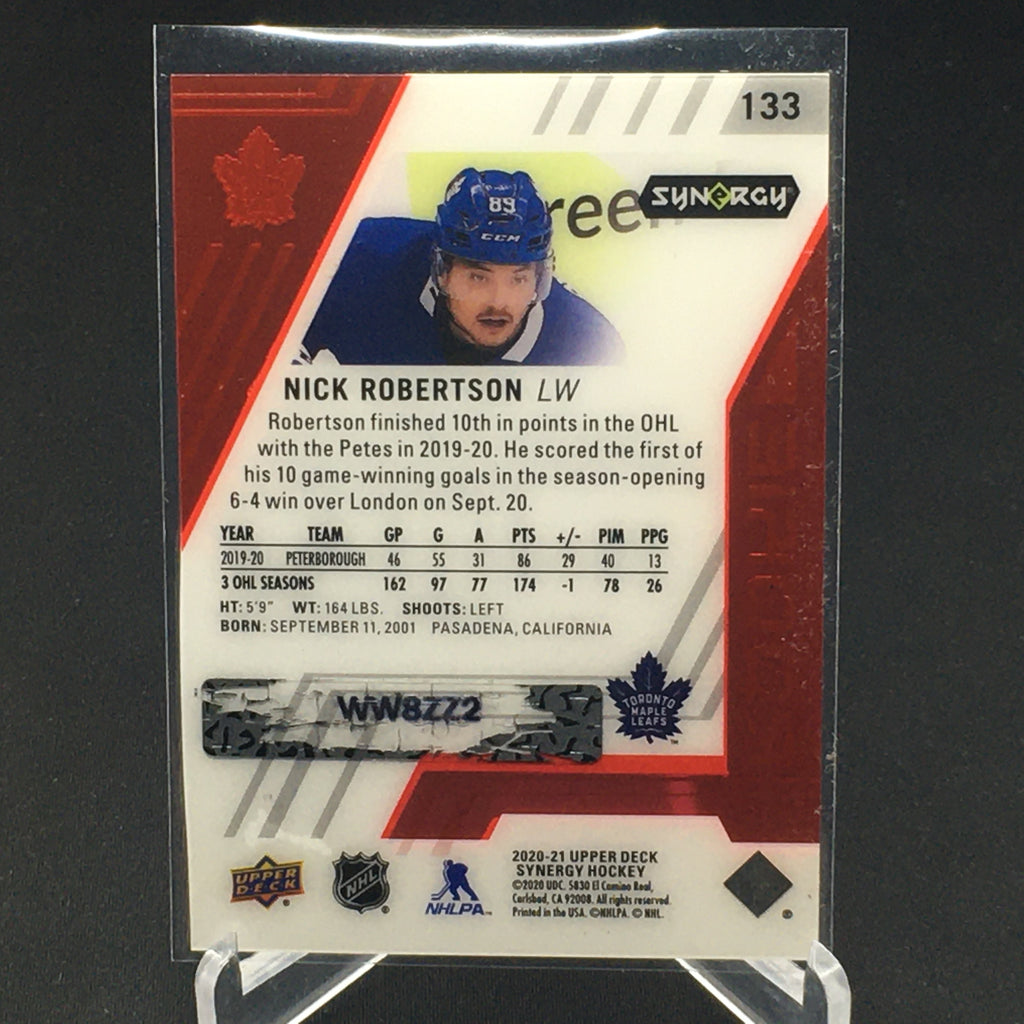 133
reen
SYNERGY
89
CCM
NICK ROBERTSON LW
Robertson finished 10th in points in the OHL
with the Petes in 2019-20. He scored the first of
his 10 game-winning goals in the season-opening
6-4 win over London on Sept. 20.
YEAR TEAM GP G A PTS +/- PIM PPG
2019-20 PETERBOROUGH 46 55 31 86 29 40 13
3 OHL SEASONS 162 97 77 174 -1 78 26
HT: 5'9" WT: 164 LBS. SHOOTS: LEFT
BORN: SEPTEMBER 11, 2001 PASADENA, CALIFORNIA
WW8ZZ2
TORONTO
MAPLE
LEAFS
UPPER
DECK
NHL
NHLPA
2020-21 UPPER DECK
SYNERGY HOCKEY
©2020 UDC. 5830 El Camino Real,
Carlsbad, CA 92008. All rights reserved.
Printed in the USA. ©NHLPA. © NHL.